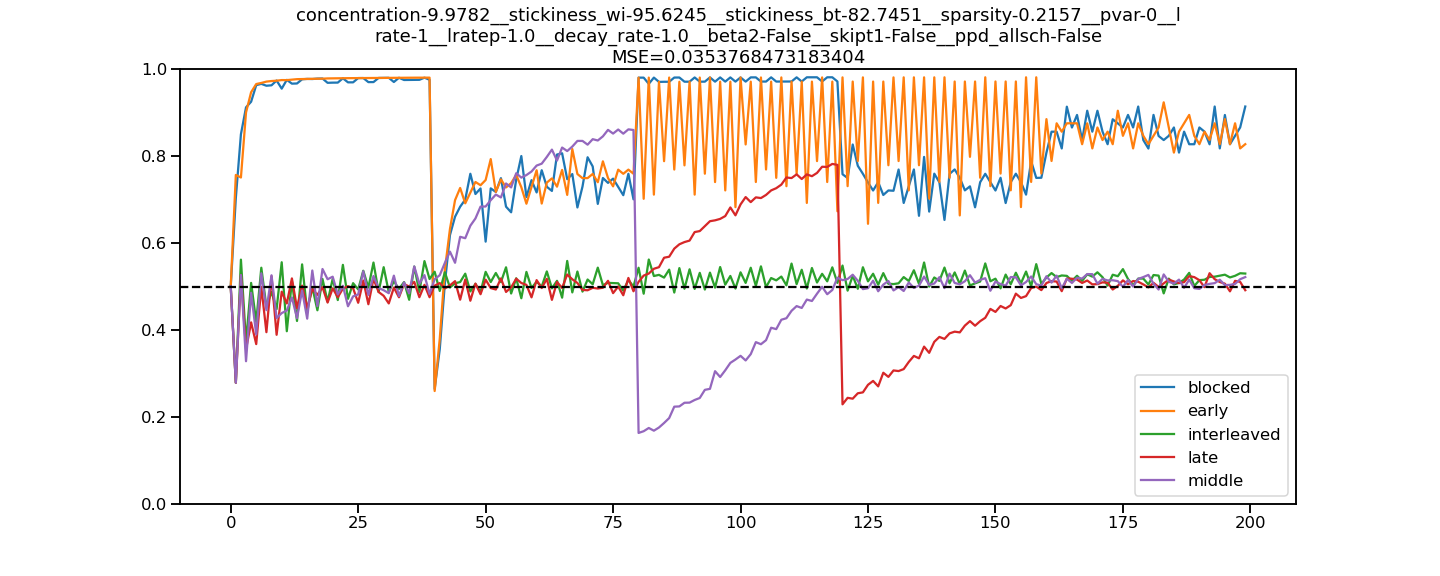 concentration-9.9782__stickiness_wi-95.6245__stickiness_bt-82.7451__sparsity-0.2157__pvar-0__l
rate-1__lratep-1.0__decay_rate-1.0__beta2-False__skipt1-False__ppd_allsch-False
MSE=0.0353768473183404
1.0
0.8
0.6
0.4
0.2
0.0
0 25 50 75 100 125 150 175 200
blocked
early
interleaved
late
middle